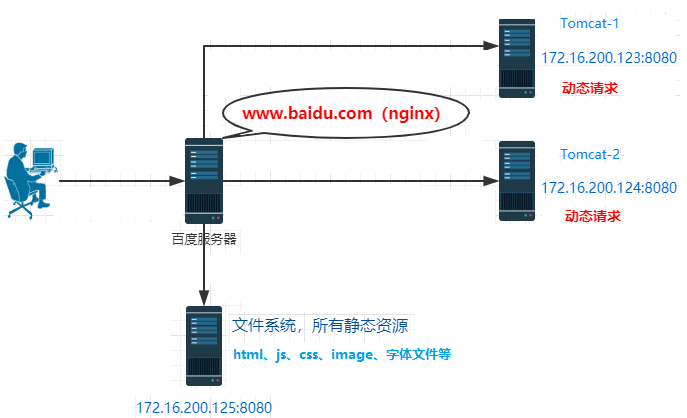 Tomcat-1
172.16.200.123:8080
动态请求
www.baidu.com（nginx）
Tomcat-2
172.16.200.124:8080
动态请求
百度服务器
文件系统，所有静态资源
html、js、css、image、字体文件等
172.16.200.125:8080